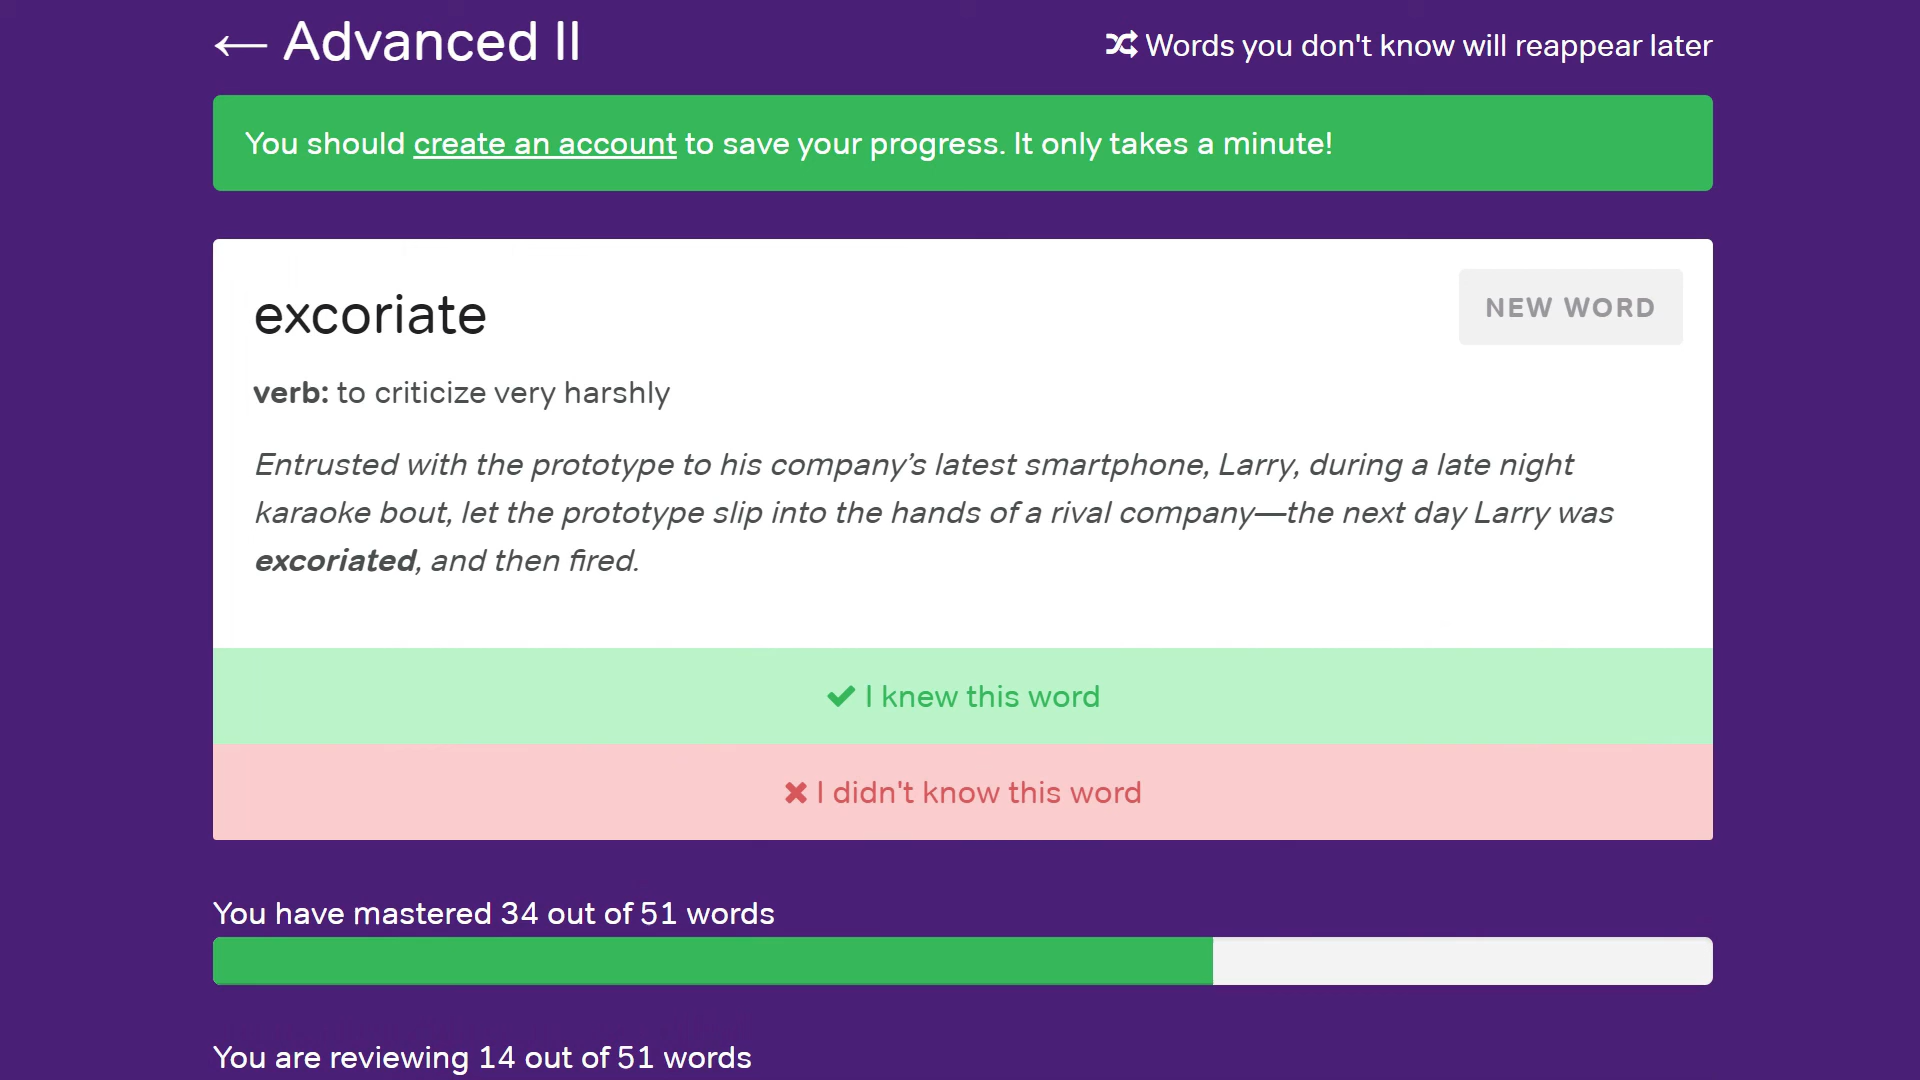 ← Advanced II
Words you don't know will reappear later
You should create an account to save your progress. It only takes a minute!
excoriate
NEW WORD
verb: to criticize very harshly
Entrusted with the prototype to his company’s latest smartphone, Larry, during a late night
karaoke bout, let the prototype slip into the hands of a rival company—the next day Larry was
excoriated, and then fired.
✔ I knew this word
✖ I didn't know this word
You have mastered 34 out of 51 words
You are reviewing 14 out of 51 words